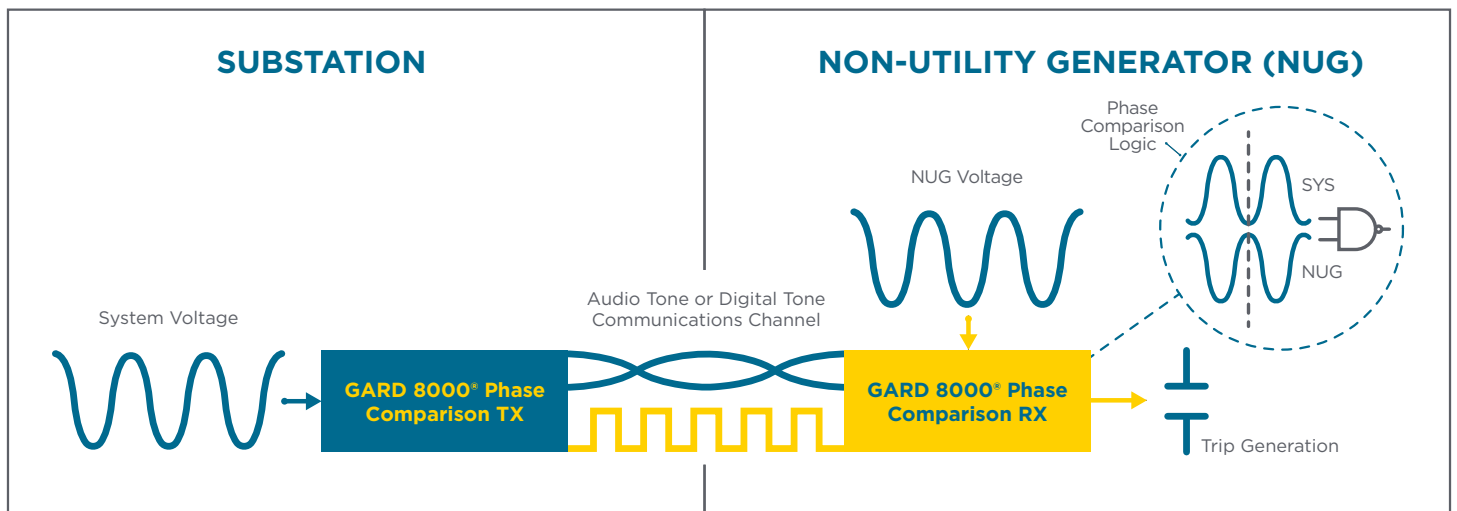 SUBSTATION
NON-UTILITY GENERATOR (NUG)
Phase
Comparison
Logic
NUG Voltage
SYS
NUG
Audio Tone or Digital Tone
Communications Channel
System Voltage
GARD 8000® Phase
Comparison TX
GARD 8000® Phase
Comparison RX
Trip Generation